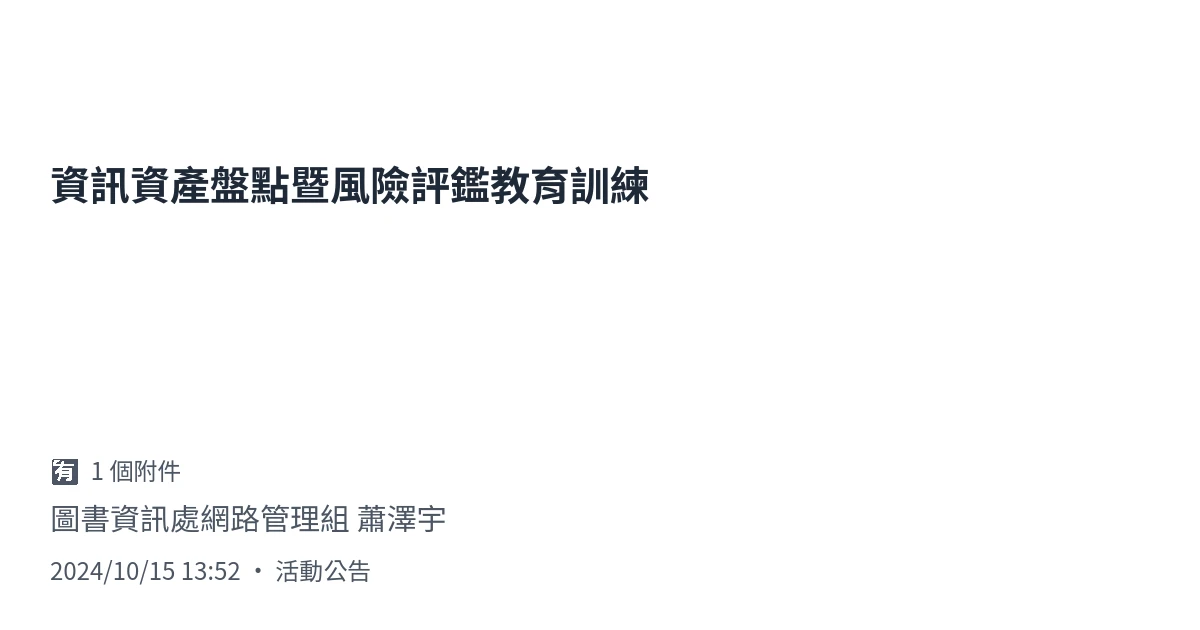 資訊資產盤點暨風險評鑑教育訓練
🈶 1 個附件
圖書資訊處網路管理組 蕭澤宇
2024/10/15 13:52 • 活動公告